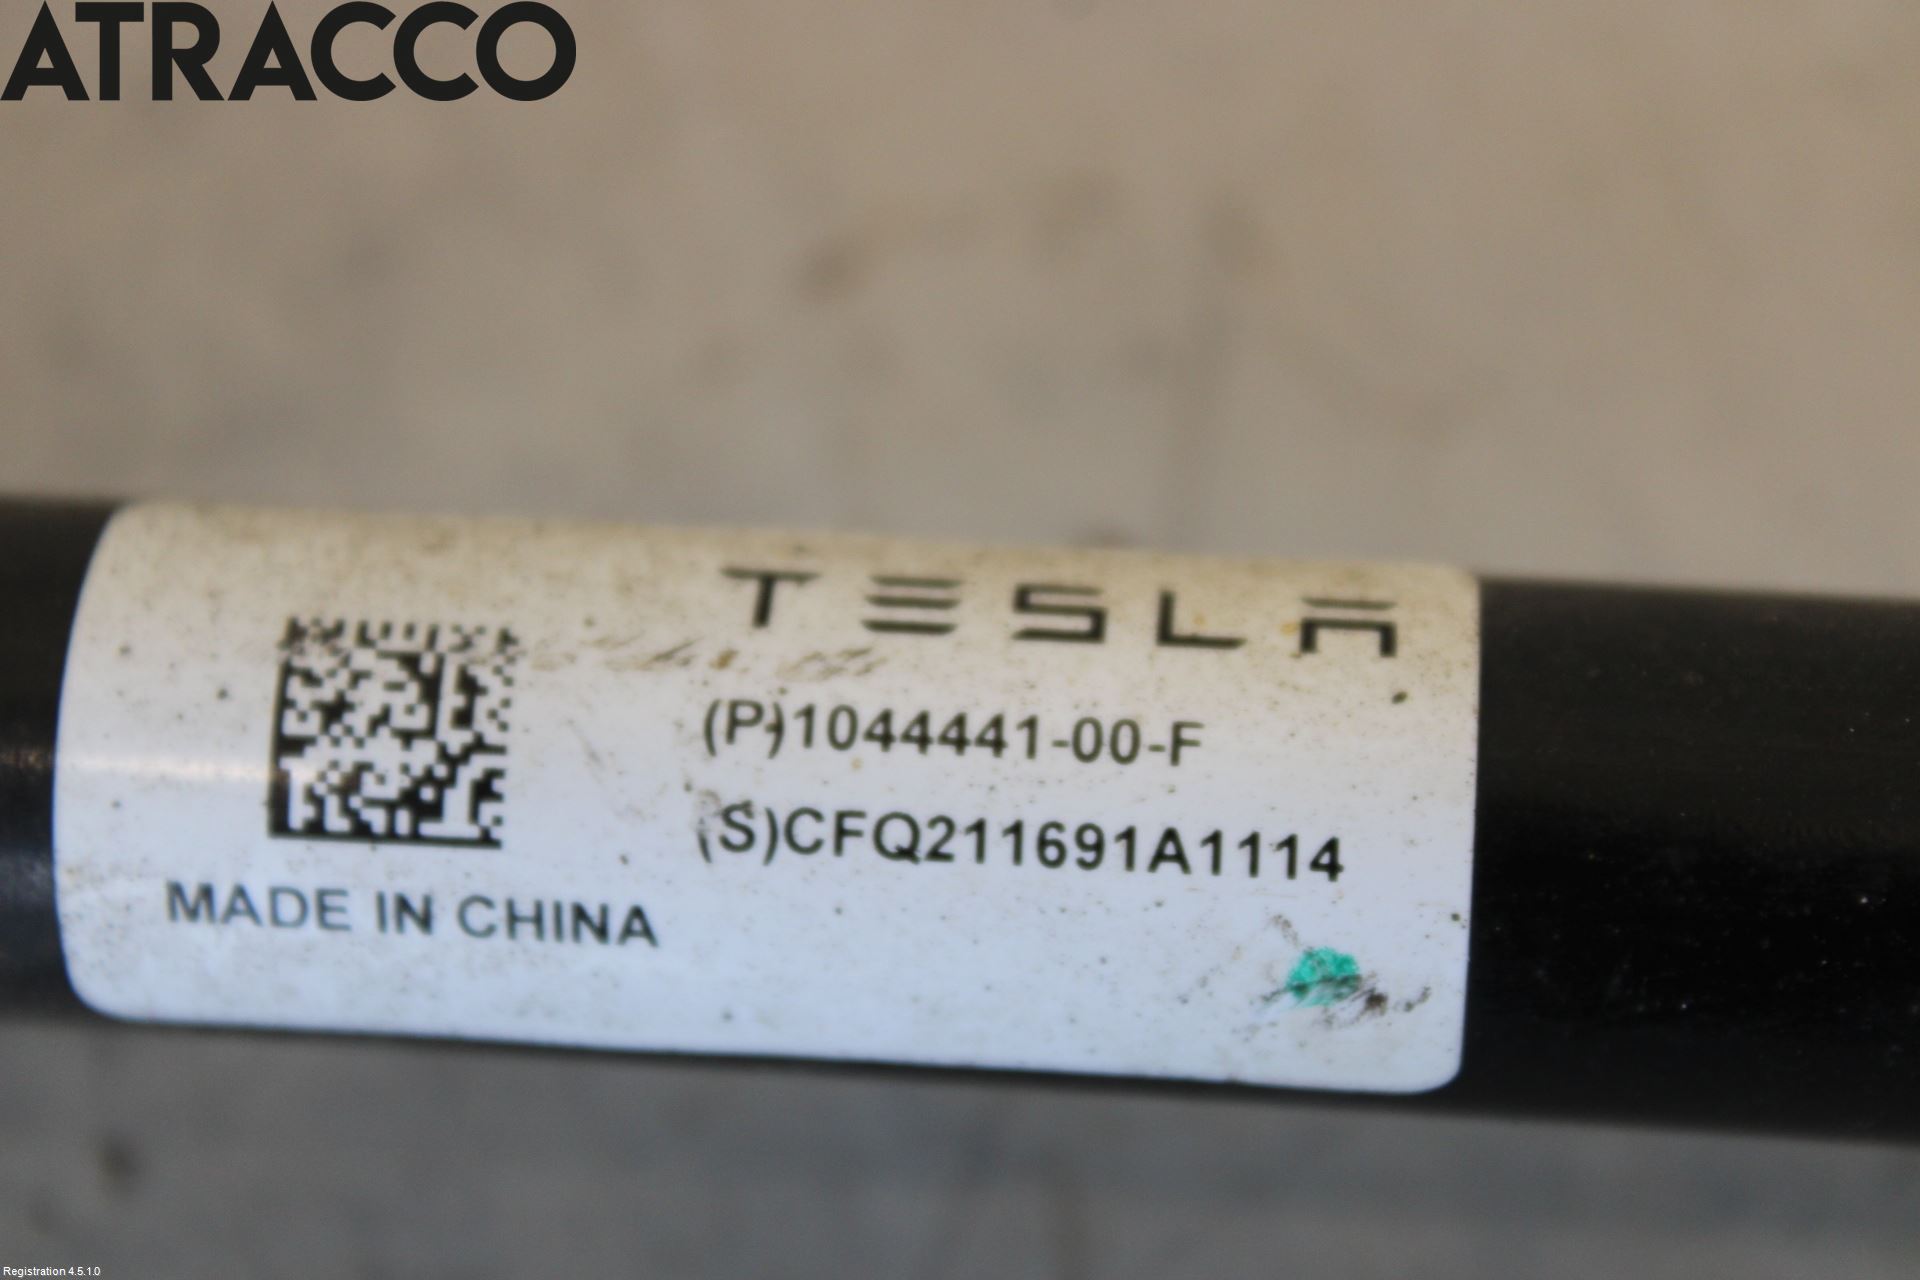 ATRACCO
TESLA
(P)1044441-00-F
(S)CFQ211691A1114
MADE IN CHINA
Registration 4.5.1.0